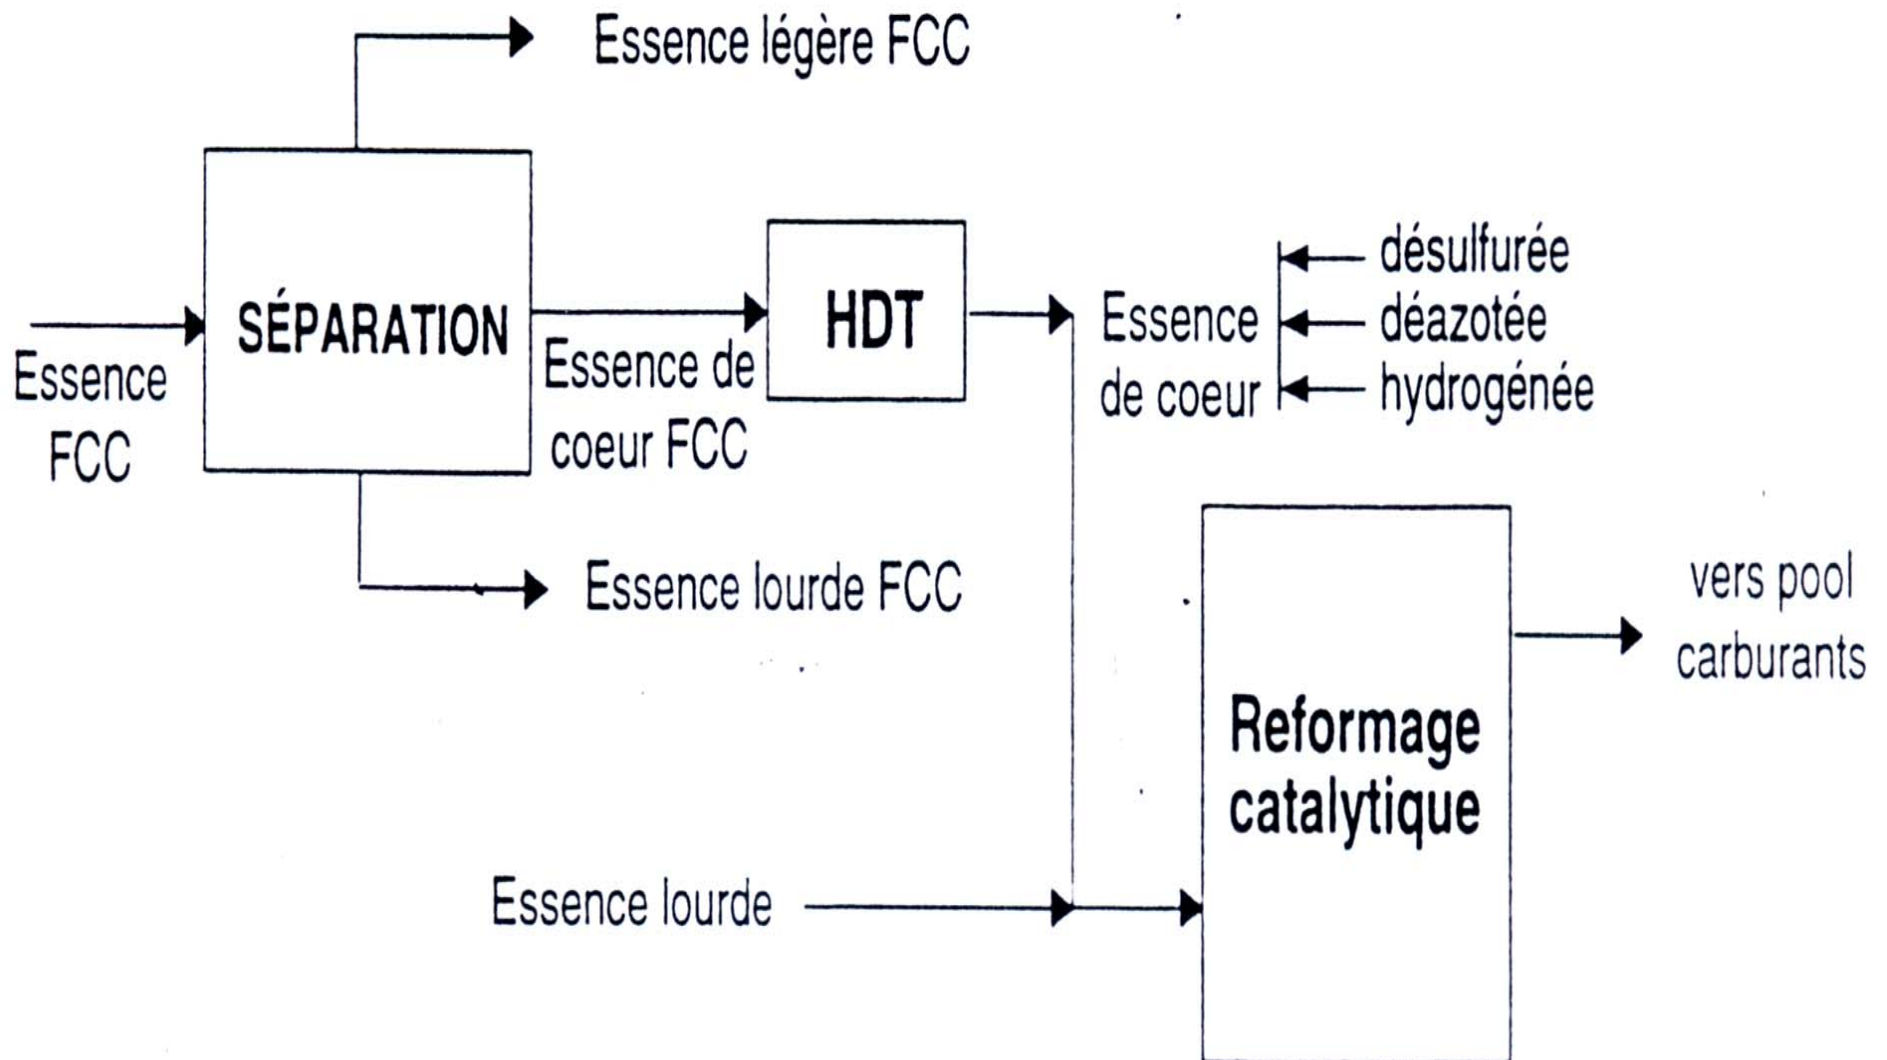 Essence légère FCC
SÉPARATION
Essence
FCC
Essence de
coeur FCC
HDT
Essence
de coeur
désulfurée
déazotée
hydrogénée
Essence lourde FCC
Reformage
catalytique
vers pool
carburants
Essence lourde